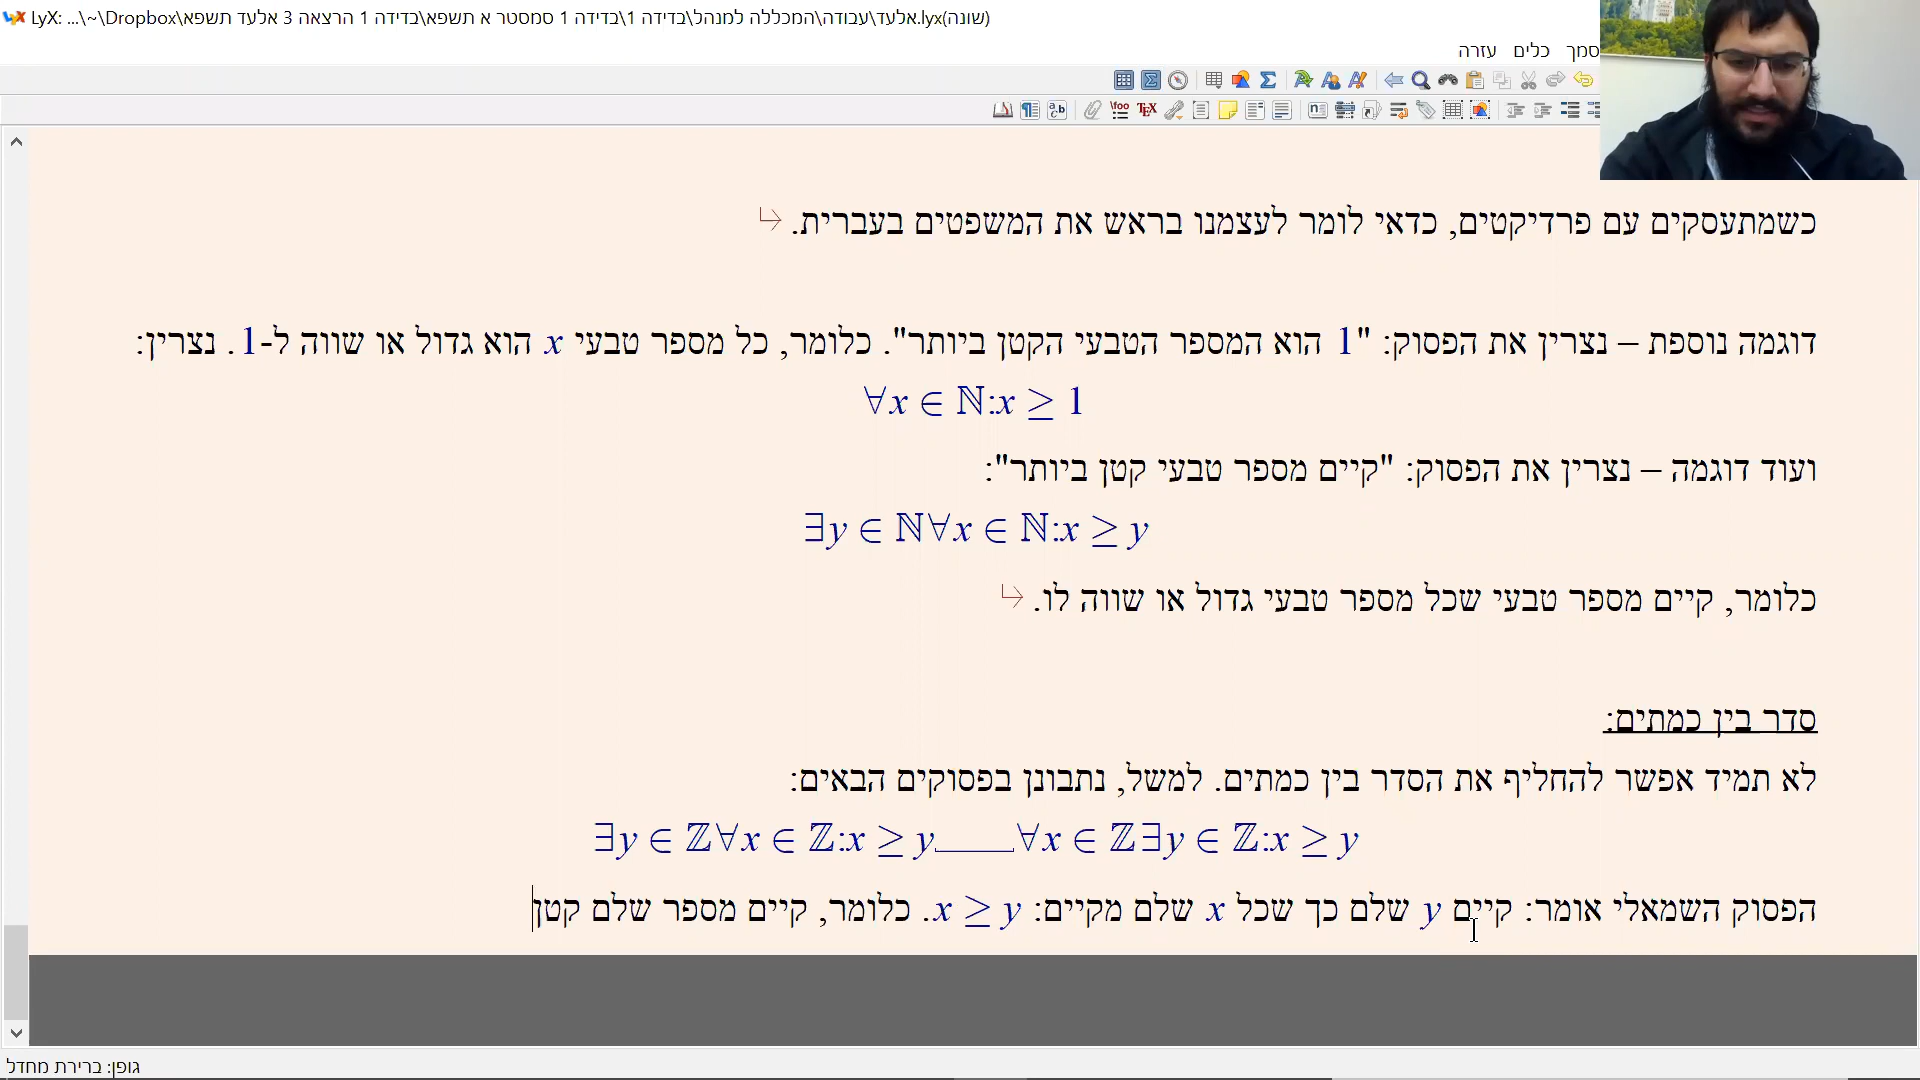 LyX: ...\~\Dropbox\אלעד\עבודה\המכללה למנהל\בדידה 1\בדידה 1 סמסטר א תשפא\בדידה 1 הרצאה 3 אלעד תשפא.lyx(שונה)
סמך כלים עזרה
כשמתעסקים עם פרדיקטים, כדאי לומר לעצמנו בראש את המשפטים בעברית.
דוגמה נוספת – נצרין את הפסוק: "1 הוא המספר הטבעי הקטן ביותר". כלומר, כל מספר טבעי x הוא גדול או שווה ל-1. נצרין:
∀x ∈ ℕ:x ≥ 1
ועוד דוגמה – נצרין את הפסוק: "קיים מספר טבעי קטן ביותר":
∃y ∈ ℕ∀x ∈ ℕ:x ≥ y
כלומר, קיים מספר טבעי שכל מספר טבעי גדול או שווה לו.
סדר בין כמתים:
לא תמיד אפשר להחליף את הסדר בין כמתים. למשל, נתבונן בפסוקים הבאים:
∃y ∈ ℤ∀x ∈ ℤ:x ≥ y ∀x ∈ ℤ∃y ∈ ℤ:x ≥ y
הפסוק השמאלי אומר: קיים y שלם כך שכל x שלם מקיים: x ≥ y. כלומר, קיים מספר שלם קטן
גופן: ברירת מחדל